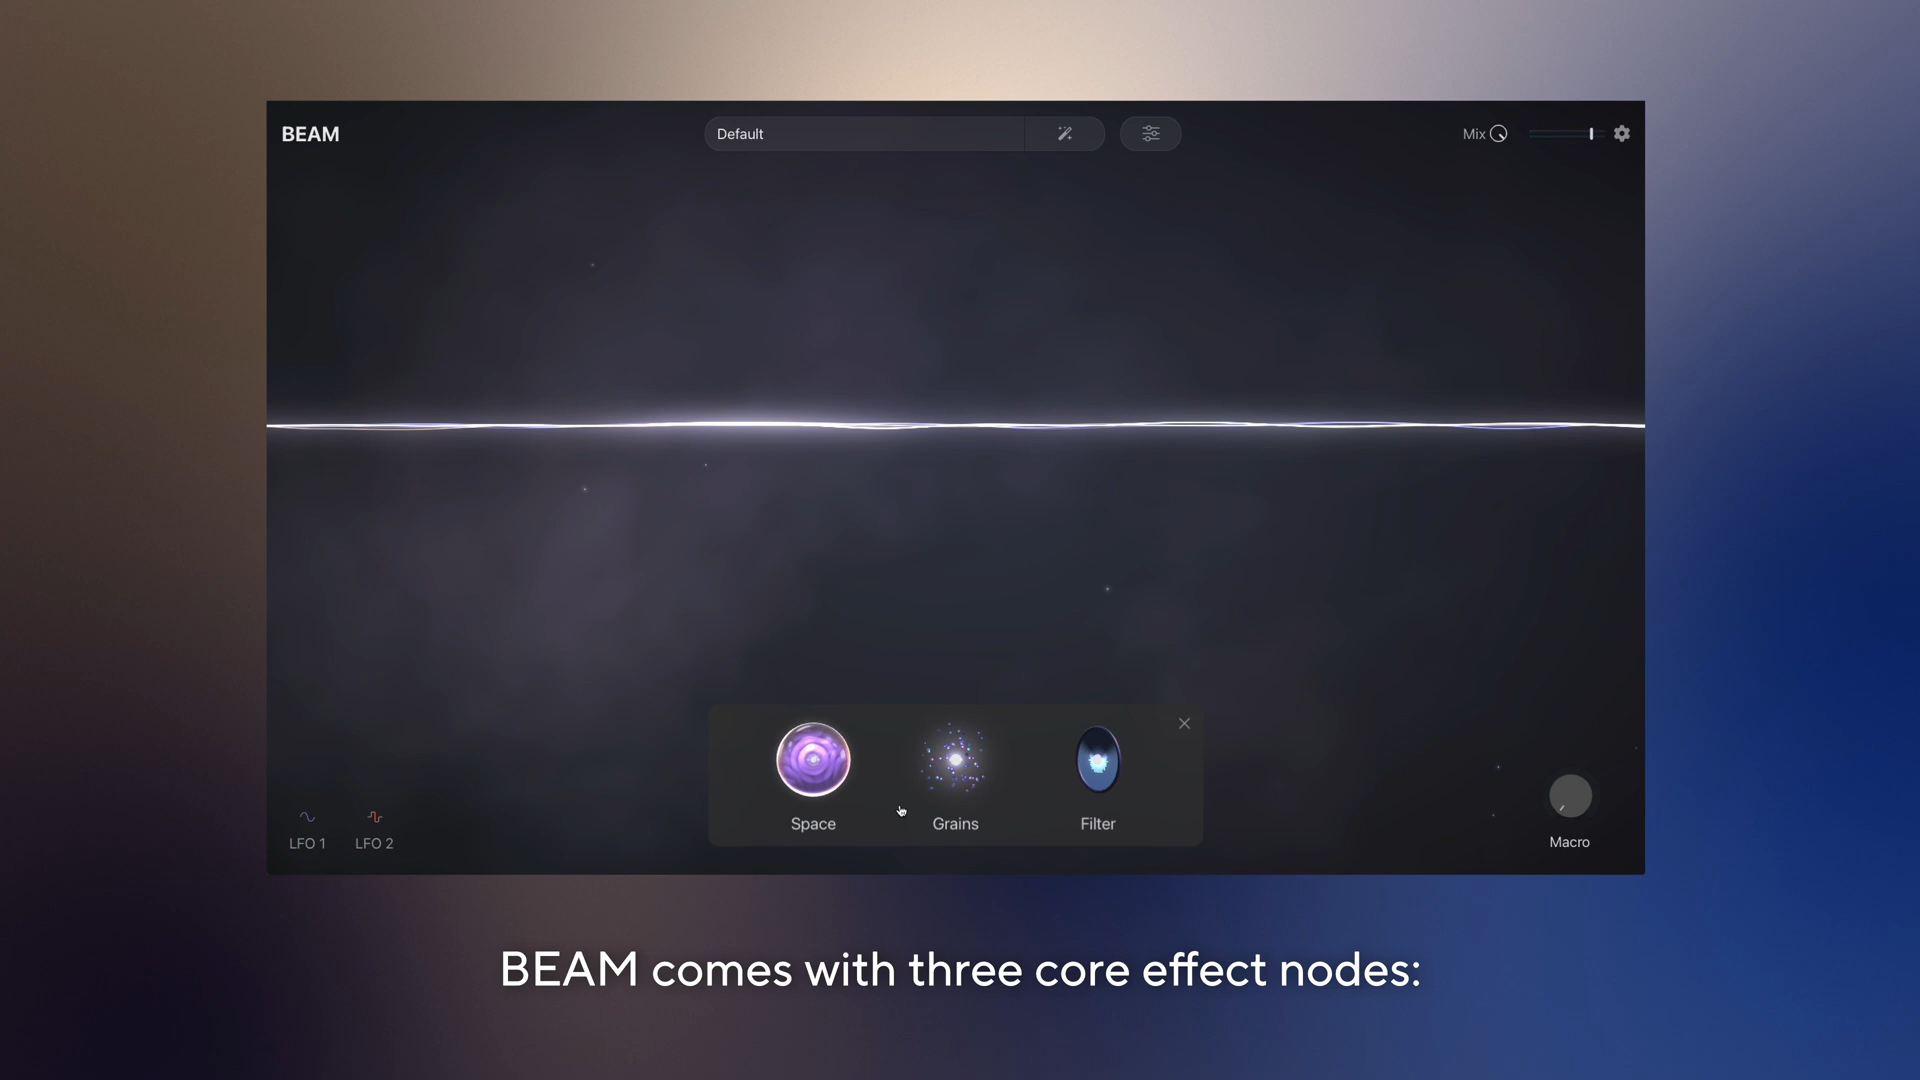 BEAM
Default
Mix
Space
Grains
Filter
LFO 1
LFO 2
Macro
BEAM comes with three core effect nodes: